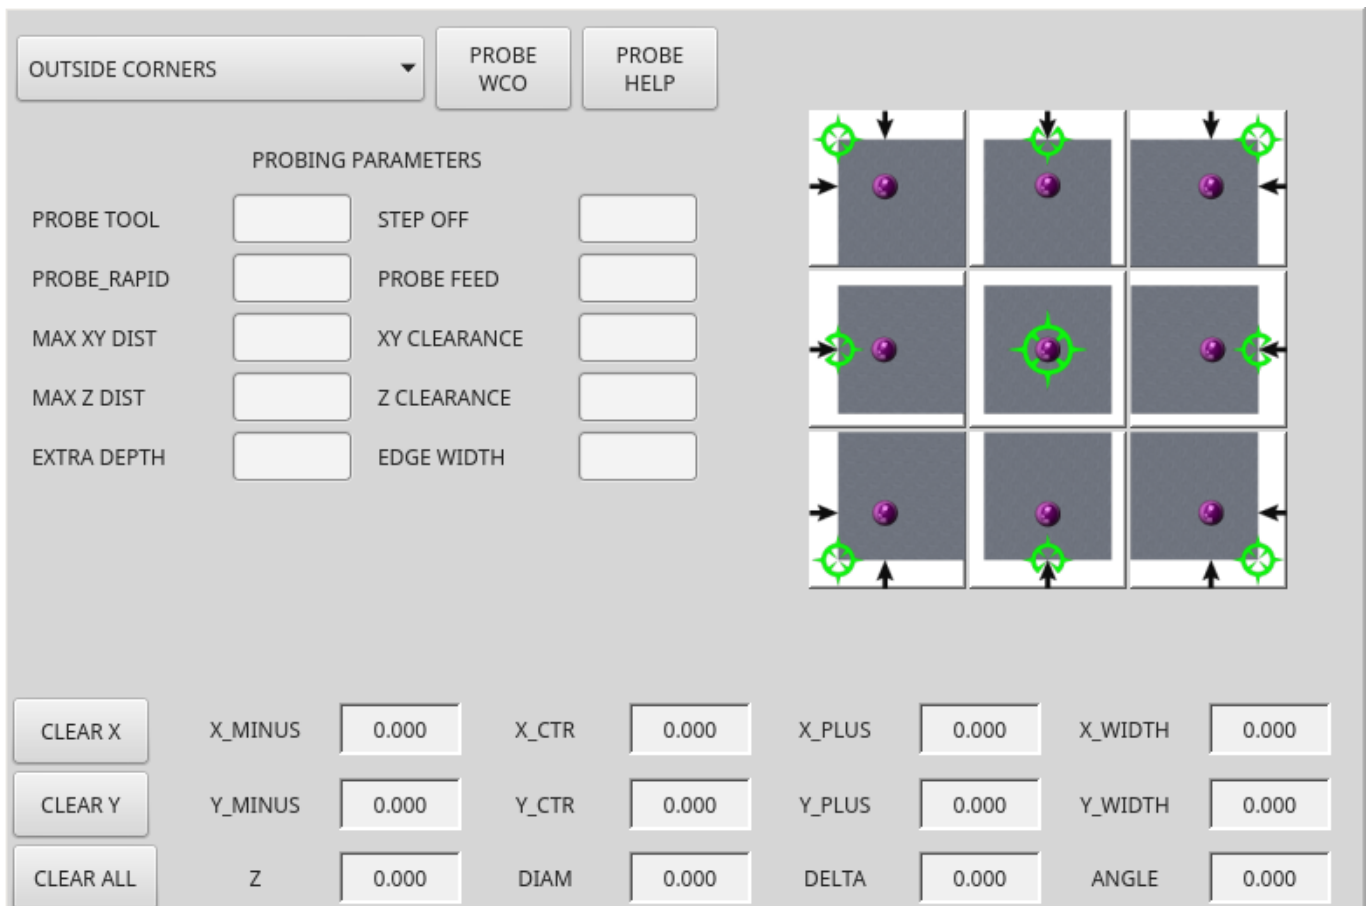 OUTSIDE CORNERS
PROBE
WCO
PROBE
HELP
PROBING PARAMETERS
PROBE TOOL
STEP OFF
PROBE_RAPID
PROBE FEED
MAX XY DIST
XY CLEARANCE
MAX Z DIST
Z CLEARANCE
EXTRA DEPTH
EDGE WIDTH
CLEAR X
X_MINUS
0.000
X_CTR
0.000
X_PLUS
0.000
X_WIDTH
0.000
CLEAR Y
Y_MINUS
0.000
Y_CTR
0.000
Y_PLUS
0.000
Y_WIDTH
0.000
CLEAR ALL
Z
0.000
DIAM
0.000
DELTA
0.000
ANGLE
0.000